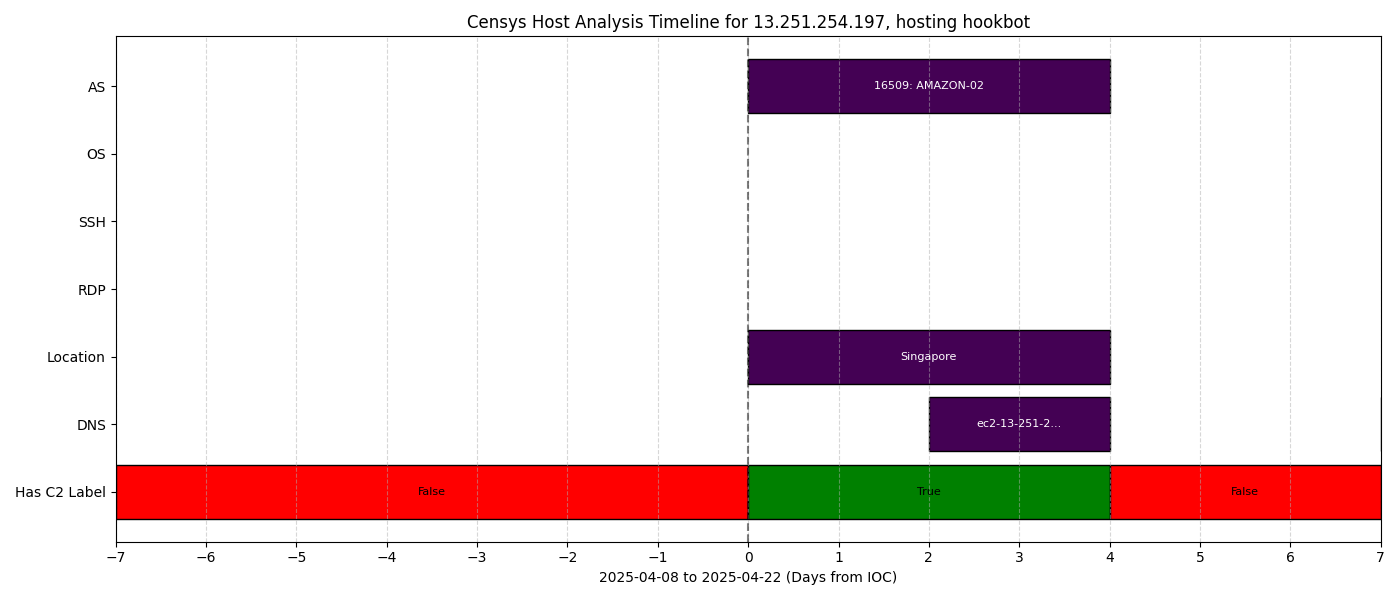 Censys Host Analysis Timeline for 13.251.254.197, hosting hookbot
AS
16509: AMAZON-02
OS
SSH
RDP
Location
Singapore
DNS
ec2-13-251-2...
Has C2 Label
False
True
False
−7 −6 −5 −4 −3 −2 −1 0 1 2 3 4 5 6 7
2025-04-08 to 2025-04-22 (Days from IOC)